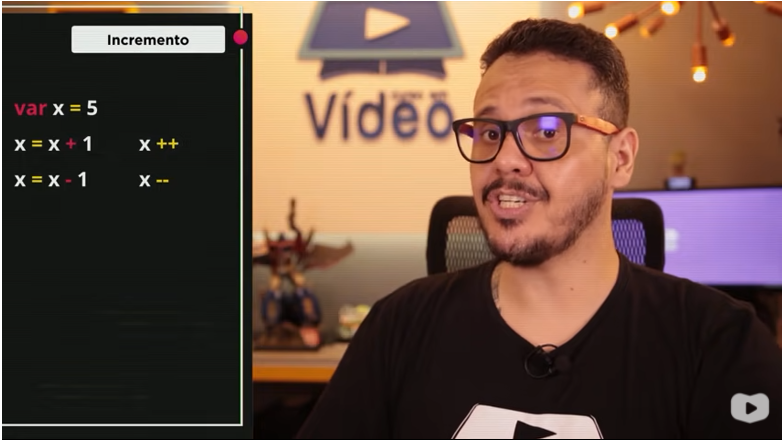 Incremento
var x = 5
x = x + 1 x ++
x = x - 1 x --
Vídeo